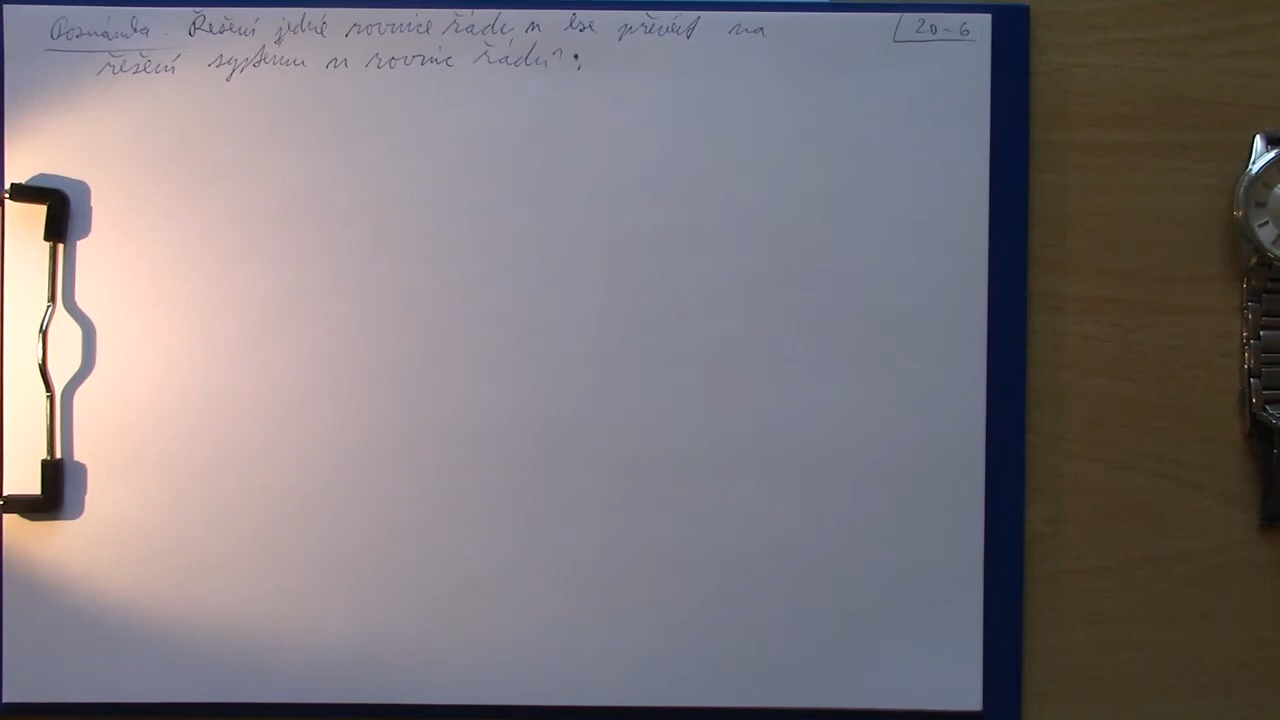 Poznámka. Řešení jedné rovnice řádu n lze převést na
řešení systému n rovnic řádu 1:
20-6